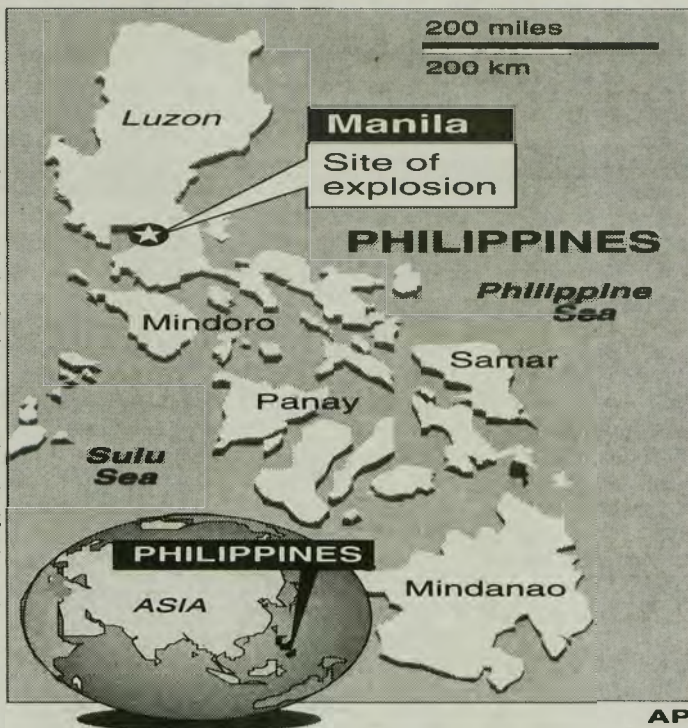 200 miles
200 km
Luzon
Manila
Site of
explosion
PHILIPPINES
Philippine
Sea
Mindoro
Samar
Panay
Sulu
Sea
PHILIPPINES
ASIA
Mindanao
AP